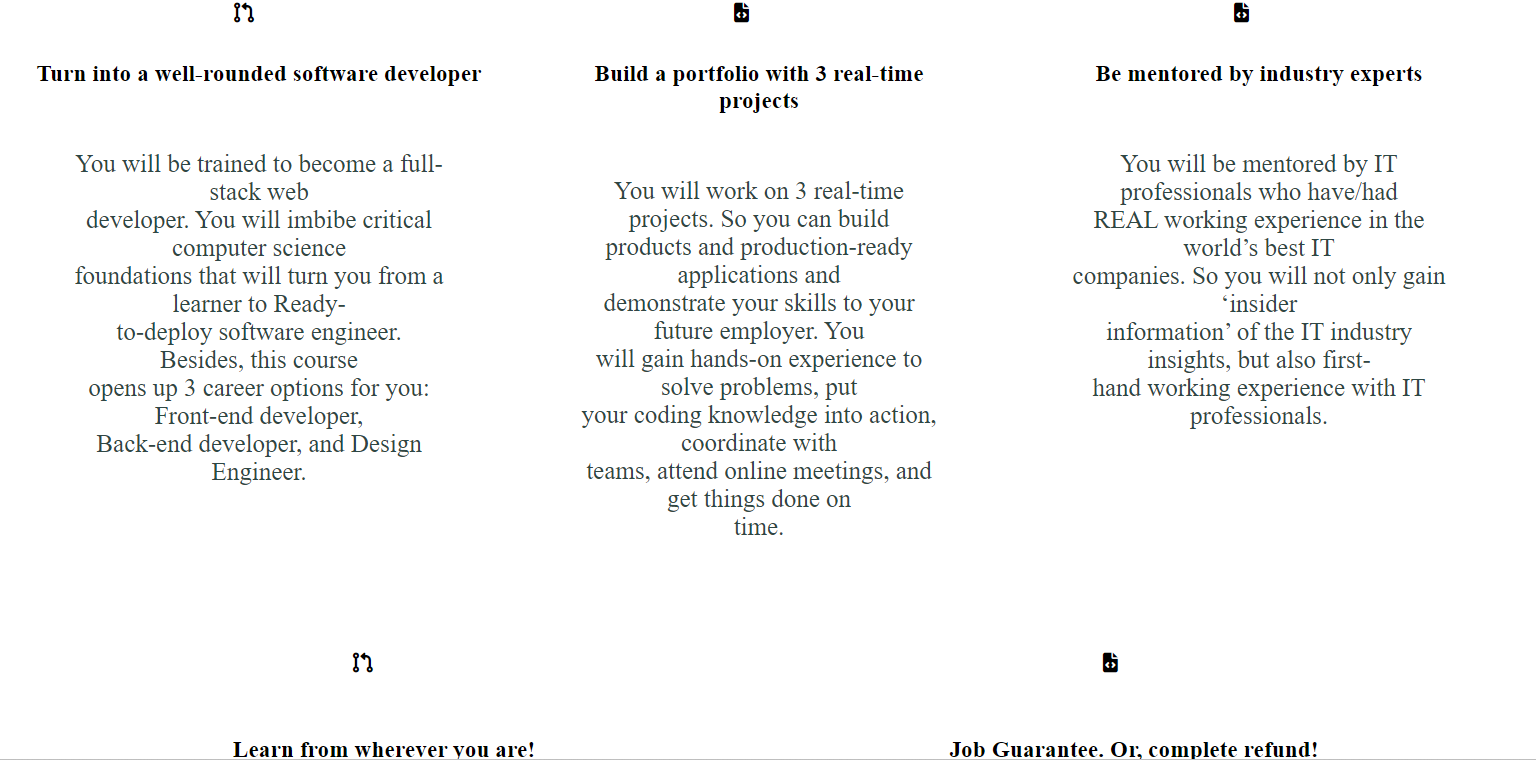 Turn into a well-rounded software developer
You will be trained to become a full-
stack web
developer. You will imbibe critical
computer science
foundations that will turn you from a
learner to Ready-
to-deploy software engineer.
Besides, this course
opens up 3 career options for you:
Front-end developer,
Back-end developer, and Design
Engineer.
Build a portfolio with 3 real-time
projects
You will work on 3 real-time
projects. So you can build
products and production-ready
applications and
demonstrate your skills to your
future employer. You
will gain hands-on experience to
solve problems, put
your coding knowledge into action,
coordinate with
teams, attend online meetings, and
get things done on
time.
Be mentored by industry experts
You will be mentored by IT
professionals who have/had
REAL working experience in the
world’s best IT
companies. So you will not only gain
‘insider
information’ of the IT industry
insights, but also first-
hand working experience with IT
professionals.
Learn from wherever you are!
Job Guarantee. Or, complete refund!